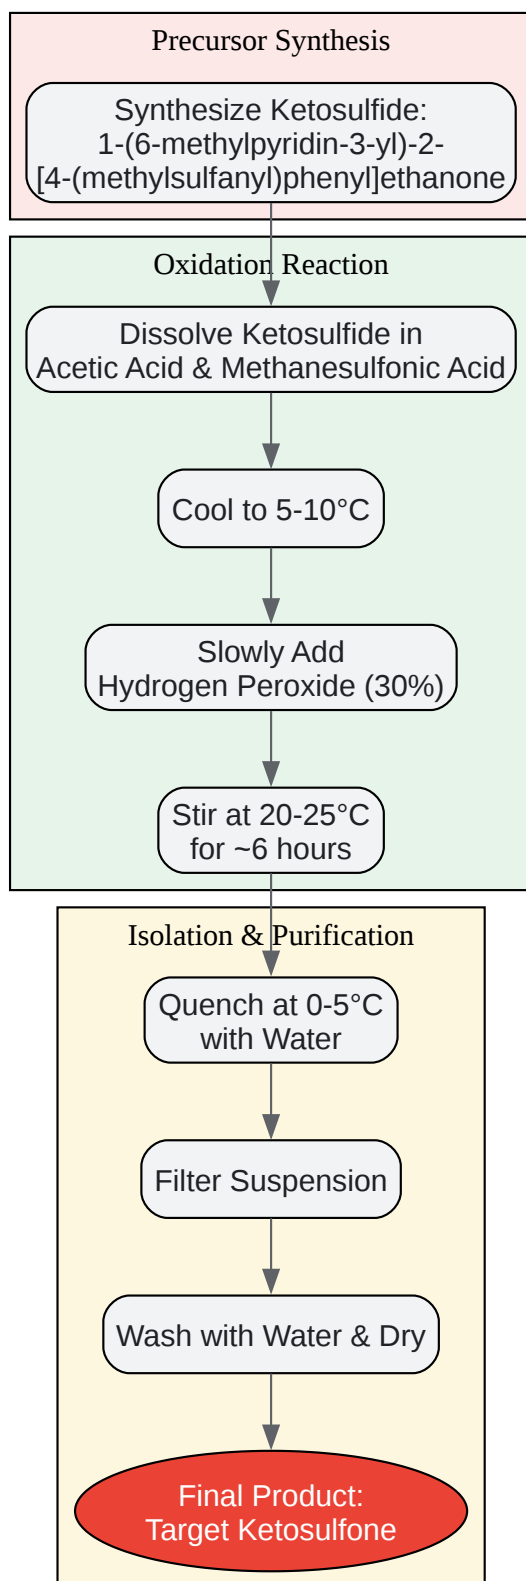 Precursor Synthesis
Synthesize Ketosulfide:
1-(6-methylpyridin-3-yl)-2-
[4-(methylsulfanyl)phenyl]ethanone
Oxidation Reaction
Dissolve Ketosulfide in
Acetic Acid & Methanesulfonic Acid
Cool to 5-10°C
Slowly Add
Hydrogen Peroxide (30%)
Stir at 20-25°C
for ~6 hours
Isolation & Purification
Quench at 0-5°C
with Water
Filter Suspension
Wash with Water & Dry
Final Product:
Target Ketosulfone